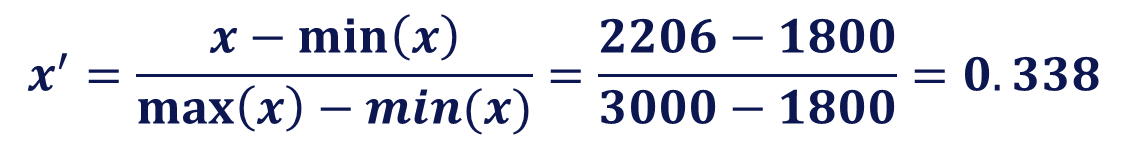 x′ = (x − min(x)) / (max(x) − min(x)) = (2206 − 1800) / (3000 − 1800) = 0.338